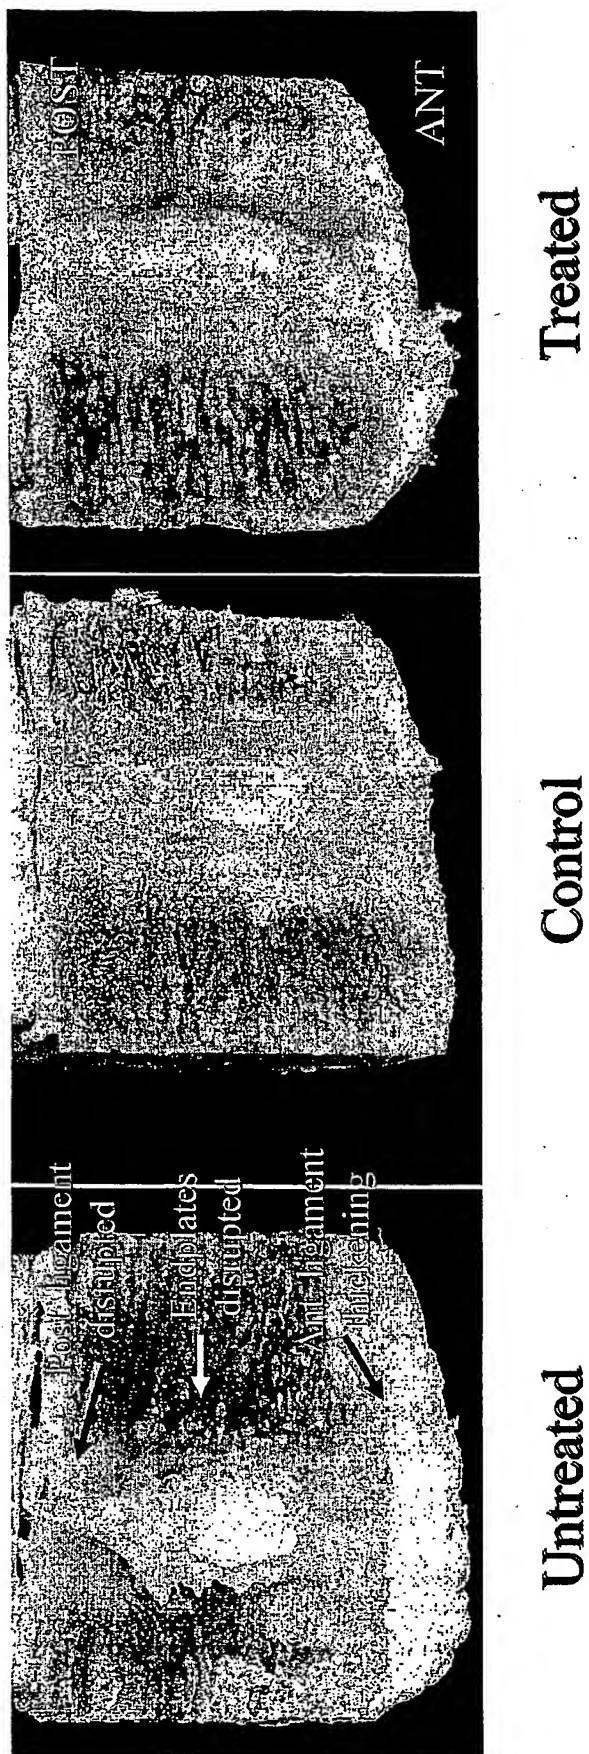 Untreated
Control
Treated
Post ligament
disrupted
Endplates
disrupted
Ant ligament
thickening
POST
ANT